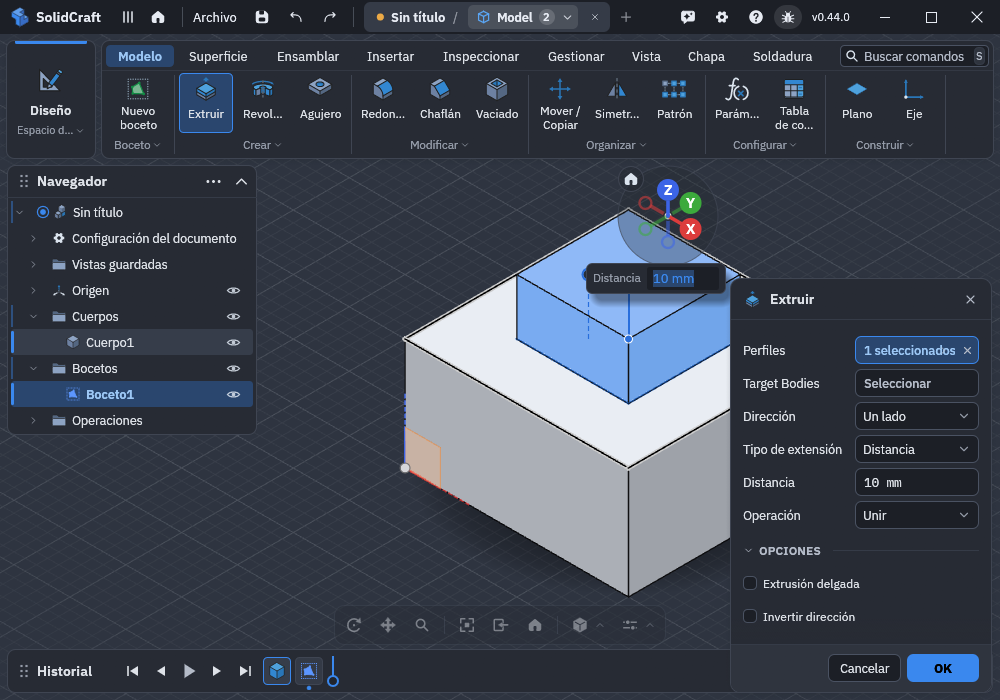 SolidCraft
Archivo
Sin título /
Model 2
v0.44.0
Diseño
Espacio d...
Modelo
Superficie
Ensamblar
Insertar
Inspeccionar
Gestionar
Vista
Chapa
Soldadura
Buscar comandos S
Nuevo
boceto
Extruir
Revol...
Agujero
Redon...
Chaflán
Vaciado
Mover /
Copiar
Simetr...
Patrón
Parám...
Tabla
de co...
Plano
Eje
Boceto
Crear
Modificar
Organizar
Configurar
Construir
Navegador
Sin título
Configuración del documento
Vistas guardadas
Origen
Cuerpos
Cuerpo1
Bocetos
Boceto1
Operaciones
Z
Y
X
Distancia 10 mm
Extruir
Perfiles 1 seleccionados
Target Bodies Seleccionar
Dirección Un lado
Tipo de extensión Distancia
Distancia 10 mm
Operación Unir
OPCIONES
Extrusión delgada
Invertir dirección
Cancelar OK
Historial